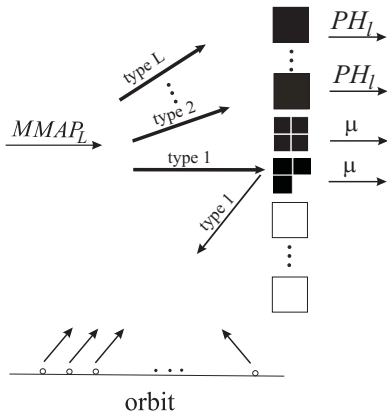 PH_l
type L
PH_l
type 2
MMAP_L
μ
type 1
μ
type 1
orbit